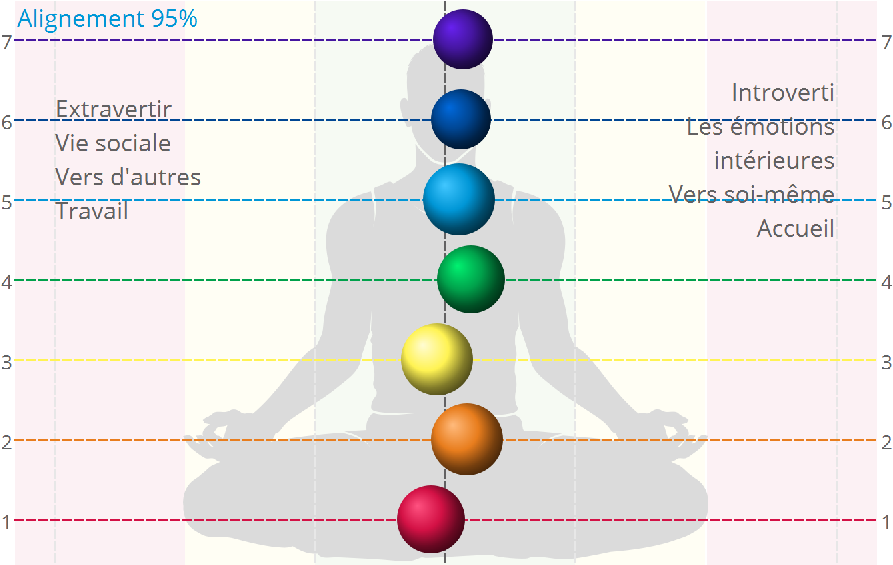 Alignement 95%
7
7
Extravertir
Vie sociale
Vers d'autres
Travail
Introverti
Les émotions
intérieures
Vers soi-même
Accueil
6
6
5
5
4
4
3
3
2
2
1
1